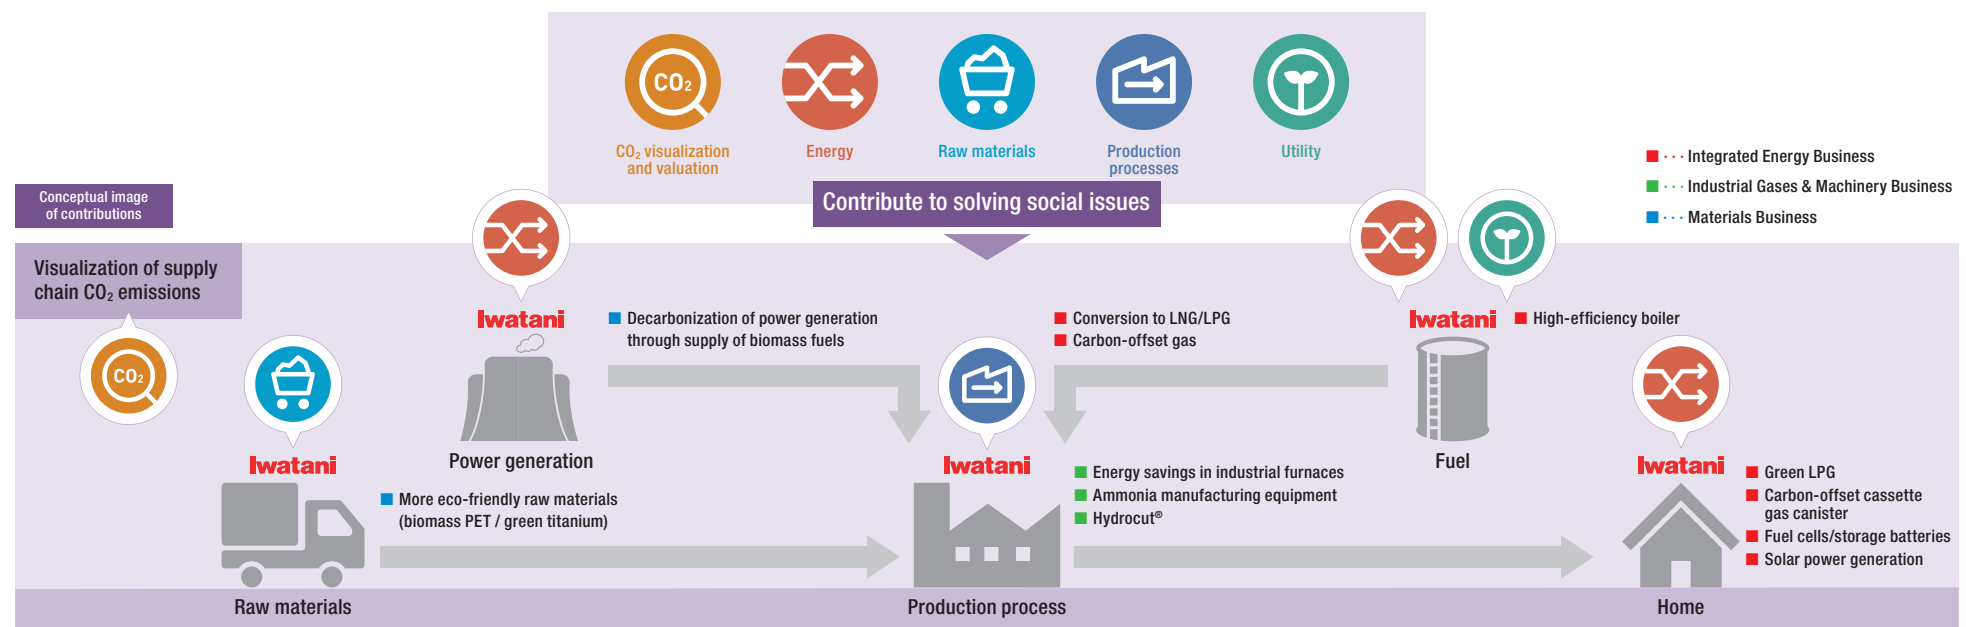 CO₂
CO₂ visualization
and valuation
Energy
Raw materials
Production
processes
Utility
Integrated Energy Business
Industrial Gases & Machinery Business
Materials Business
Conceptual image
of contributions
Contribute to solving social issues
Visualization of supply
chain CO₂ emissions
CO₂
Iwatani
Power generation
Decarbonization of power generation
through supply of biomass fuels
Conversion to LNG/LPG
Carbon-offset gas
Iwatani
High-efficiency boiler
Fuel
Iwatani
More eco-friendly raw materials
(biomass PET / green titanium)
Raw materials
Iwatani
Energy savings in industrial furnaces
Ammonia manufacturing equipment
Hydrocut®
Production process
Iwatani
Green LPG
Carbon-offset cassette
gas canister
Fuel cells/storage batteries
Solar power generation
Home